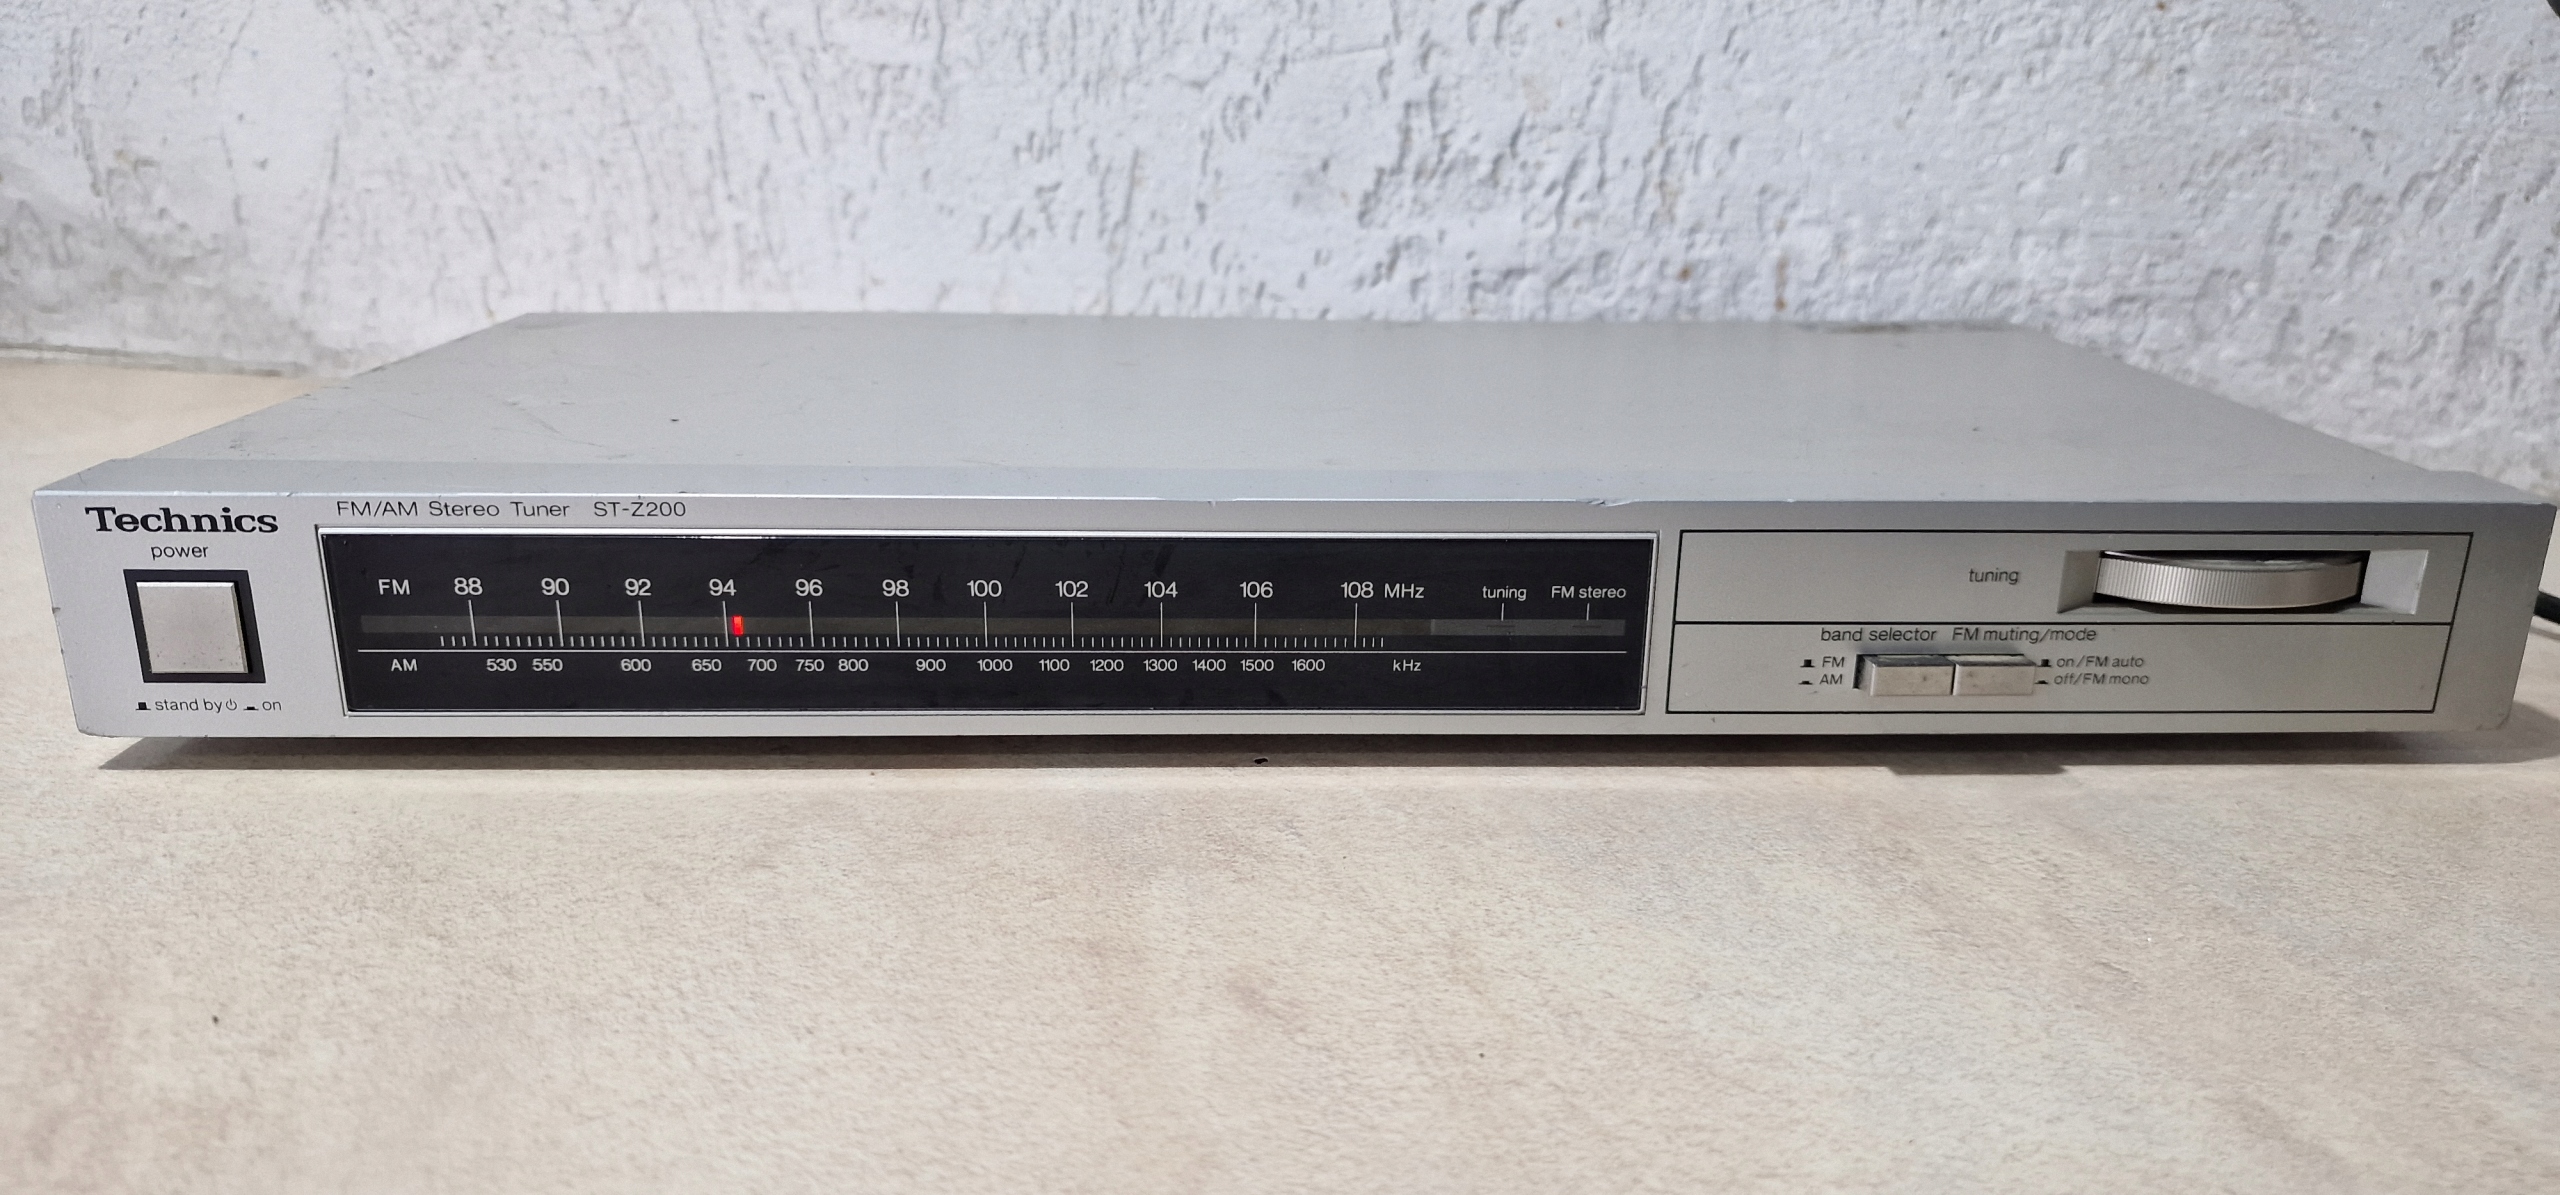 Technics
power
stand by on
FM/AM Stereo Tuner ST-Z200
FM 88 90 92 94 96 98 100 102 104 106 108 MHz
AM 530 550 600 650 700 750 800 900 1000 1100 1200 1300 1400 1500 1600 kHz
tuning FM stereo
tuning
band selector FM muting/mode
FM on/FM auto
AM off/FM mono